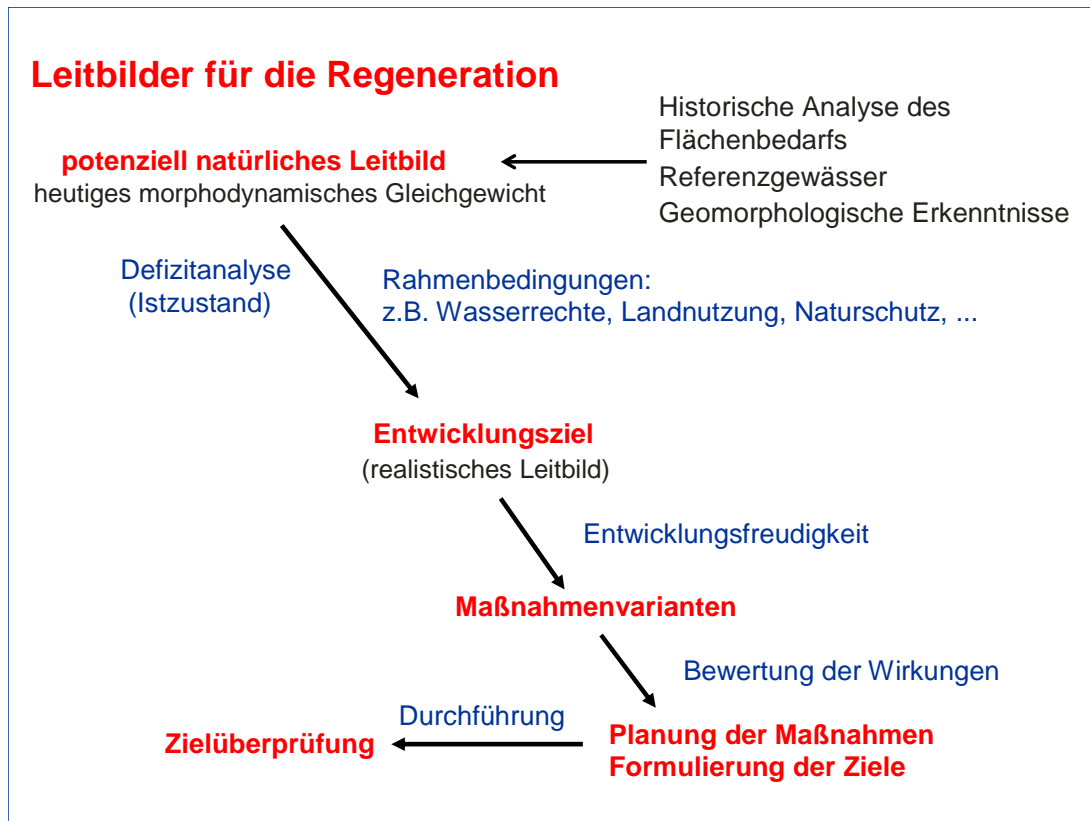 Leitbilder für die Regeneration
Historische Analyse des
Flächenbedarfs
Referenzgewässer
Geomorphologische Erkenntnisse
potenziell natürliches Leitbild
heutiges morphodynamisches Gleichgewicht
Defizitanalyse
(Istzustand)
Rahmenbedingungen:
z.B. Wasserrechte, Landnutzung, Naturschutz, ...
Entwicklungsziel
(realistisches Leitbild)
Entwicklungsfreudigkeit
Maßnahmenvarianten
Bewertung der Wirkungen
Planung der Maßnahmen
Formulierung der Ziele
Durchführung
Zielüberprüfung